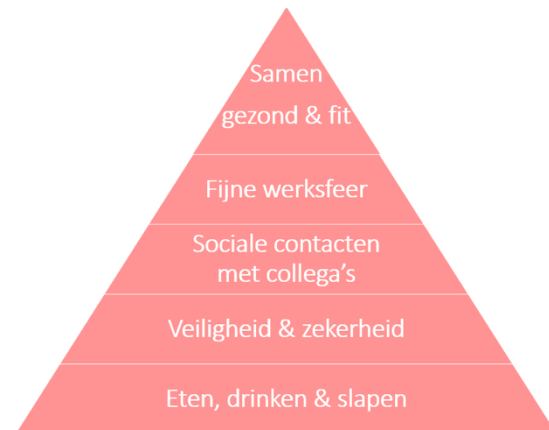 Samen
gezond & fit
Fijne werksfeer
Sociale contacten
met collega's
Veiligheid & zekerheid
Eten, drinken & slapen